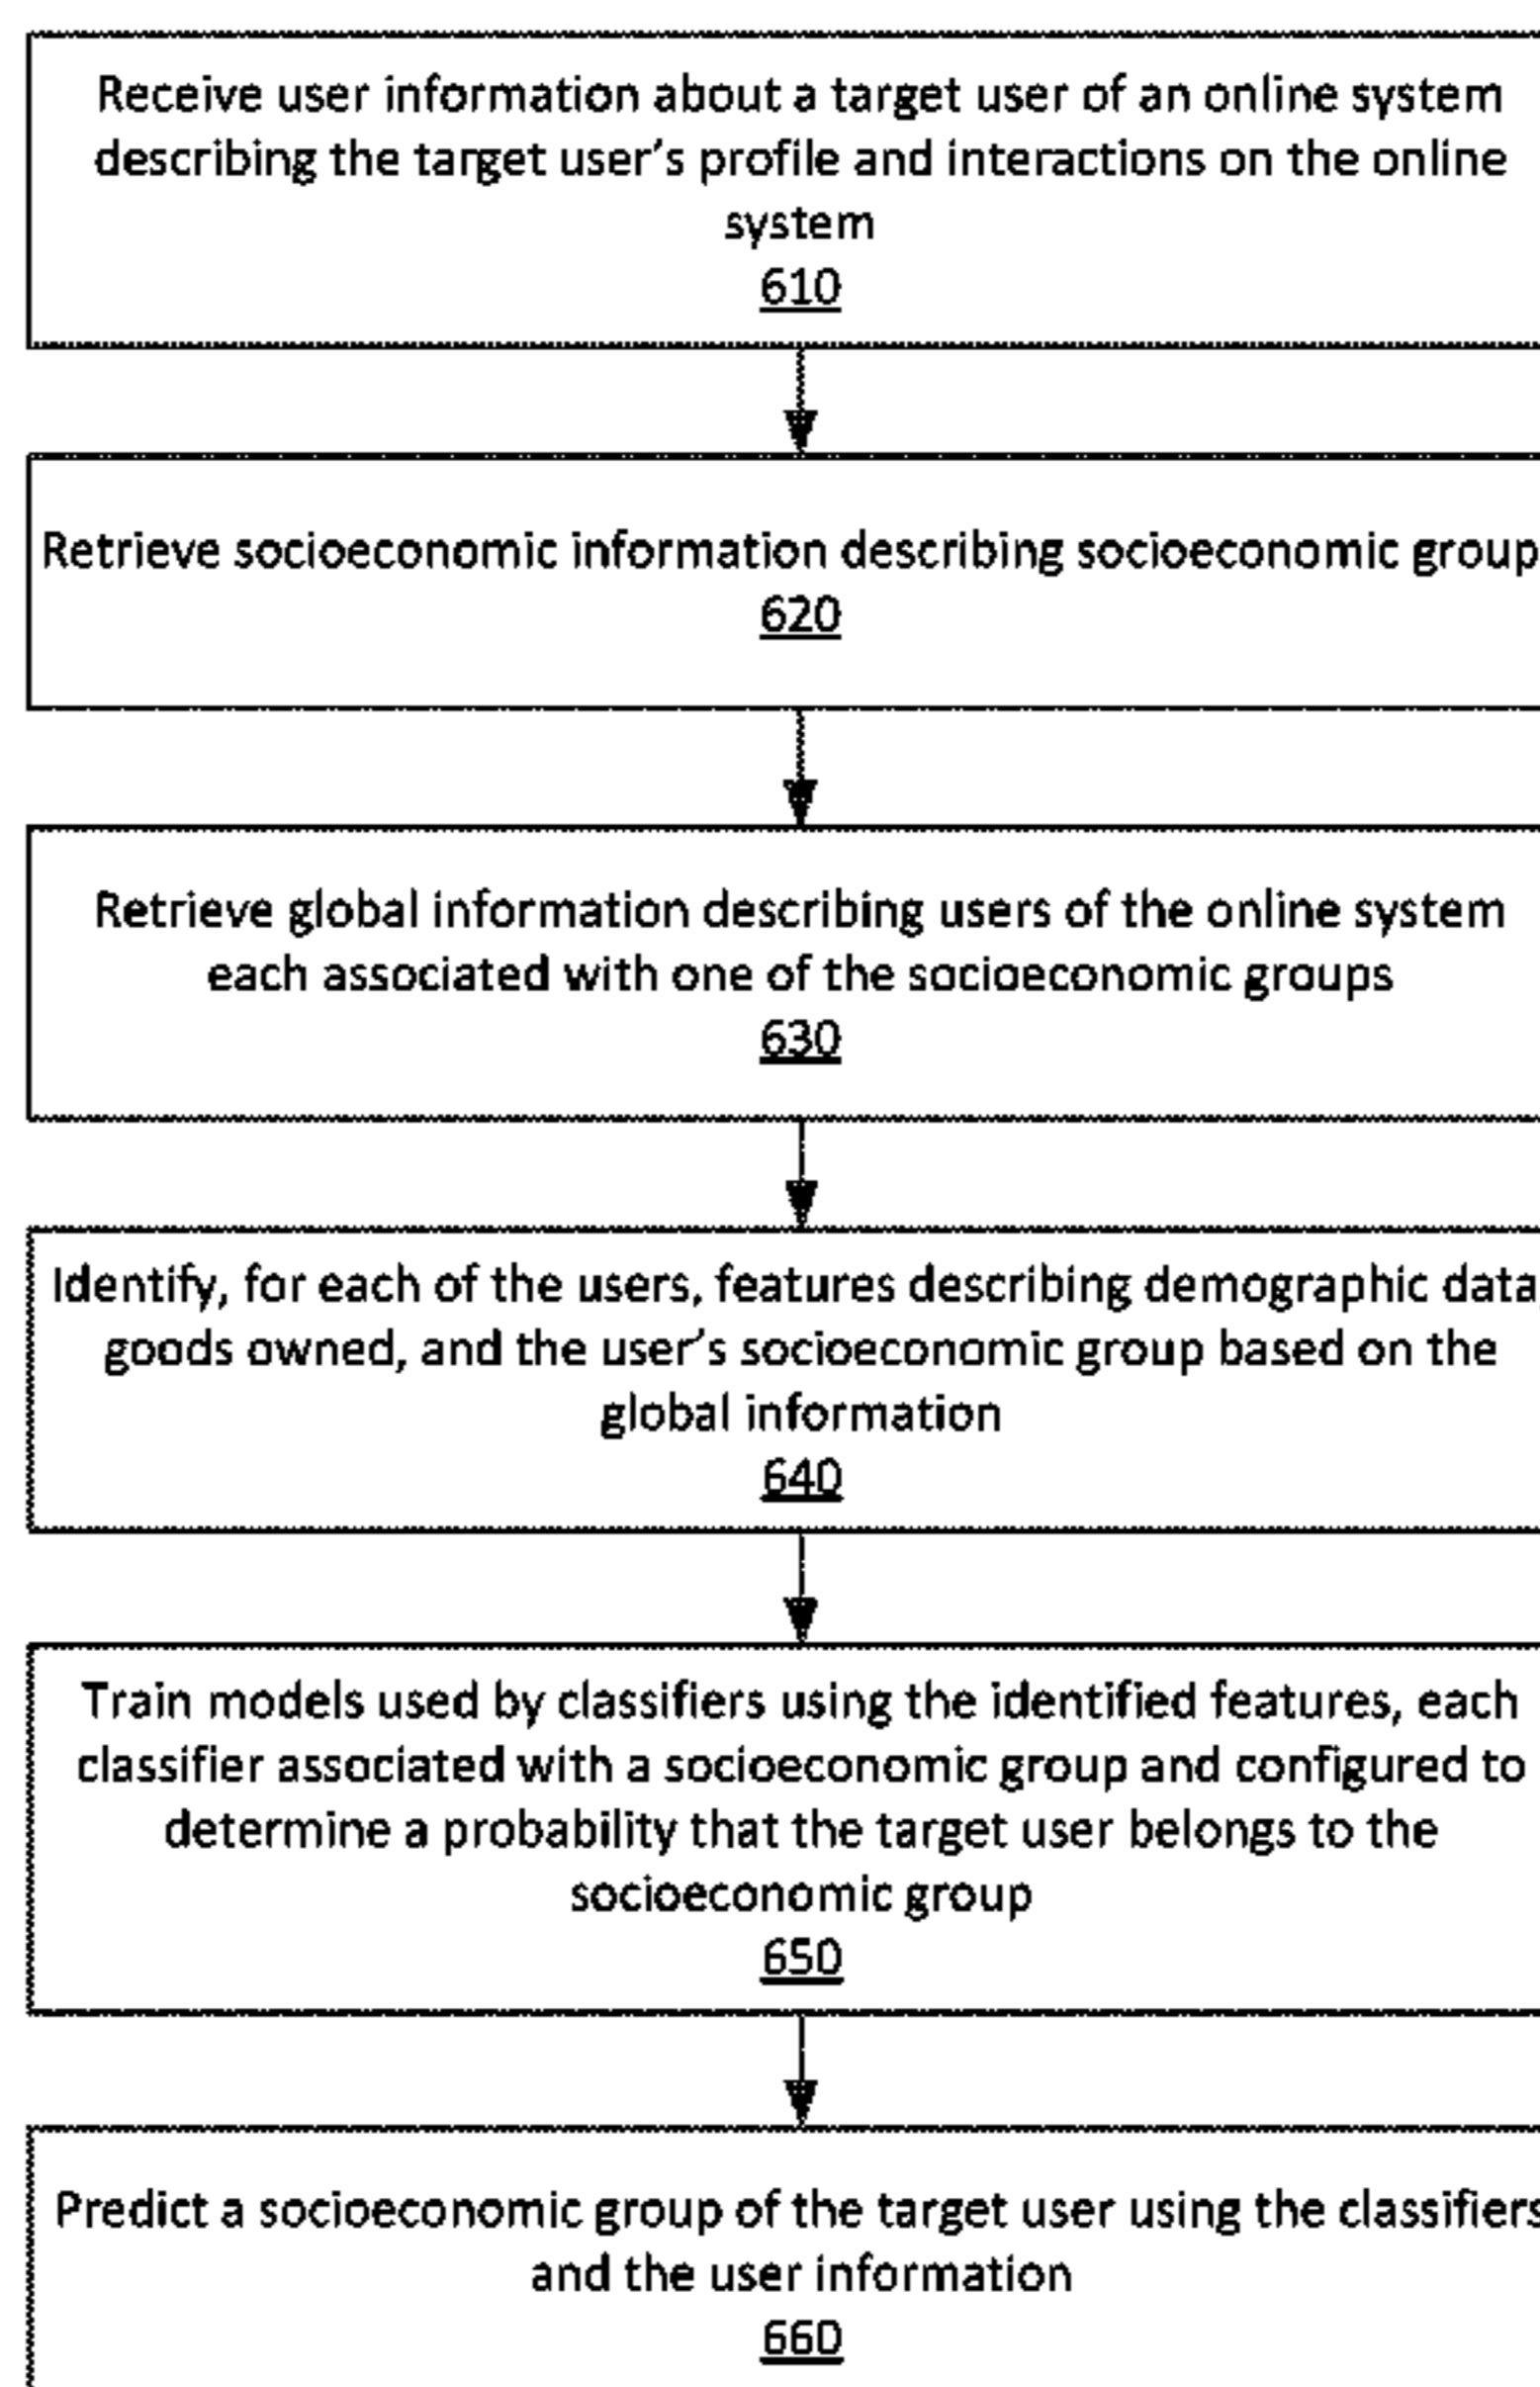 Receive user information about a target user of an online system
describing the target user's profile and interactions on the online
system
610
Retrieve socioeconomic information describing socioeconomic group
620
Retrieve global information describing users of the online system
each associated with one of the socioeconomic groups
630
Identify, for each of the users, features describing demographic data,
goods owned, and the user's socioeconomic group based on the
global information
640
Train models used by classifiers using the identified features, each
classifier associated with a socioeconomic group and configured to
determine a probability that the target user belongs to the
socioeconomic group
650
Predict a socioeconomic group of the target user using the classifiers
and the user information
660